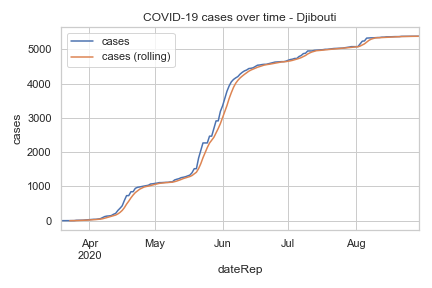 COVID-19 cases over time - Djibouti
cases
cases (rolling)
5000
4000
3000
2000
1000
0
cases
Apr May Jun Jul Aug
2020
dateRep